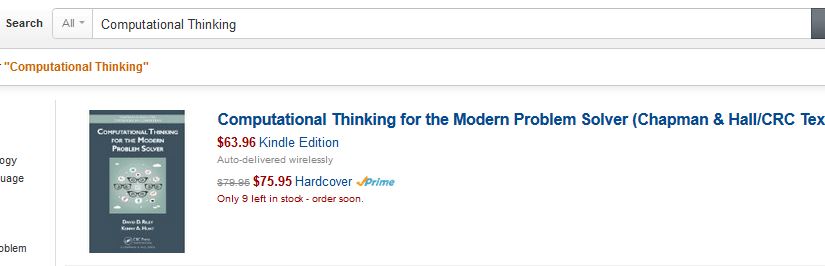 Search All Computational Thinking
"Computational Thinking"
Computational Thinking for the Modern Problem Solver (Chapman & Hall/CRC Tex
$63.96 Kindle Edition
Auto-delivered wirelessly
$79.95 $75.95 Hardcover Prime
Only 9 left in stock - order soon.
COMPUTATIONAL THINKING
FOR THE MODERN
PROBLEM SOLVER
DAVID D. RILEY
KENNY A. HUNT
CRC Press
ogy
uage
oblem